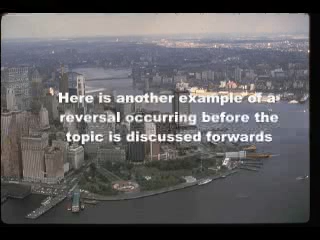 Here is another example of a
reversal occurring before the
topic is discussed forwards